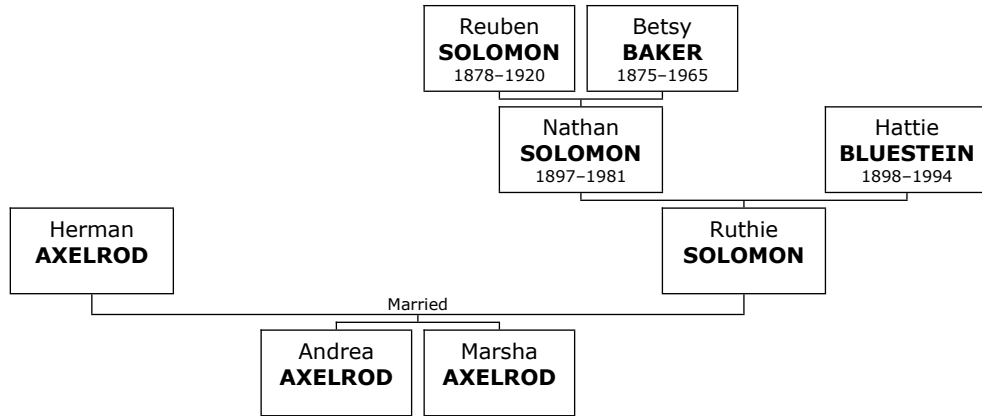 Reuben
SOLOMON
1878–1920
Betsy
BAKER
1875–1965
Nathan
SOLOMON
1897–1981
Hattie
BLUESTEIN
1898–1994
Herman
AXELROD
Ruthie
SOLOMON
Married
Andrea
AXELROD
Marsha
AXELROD